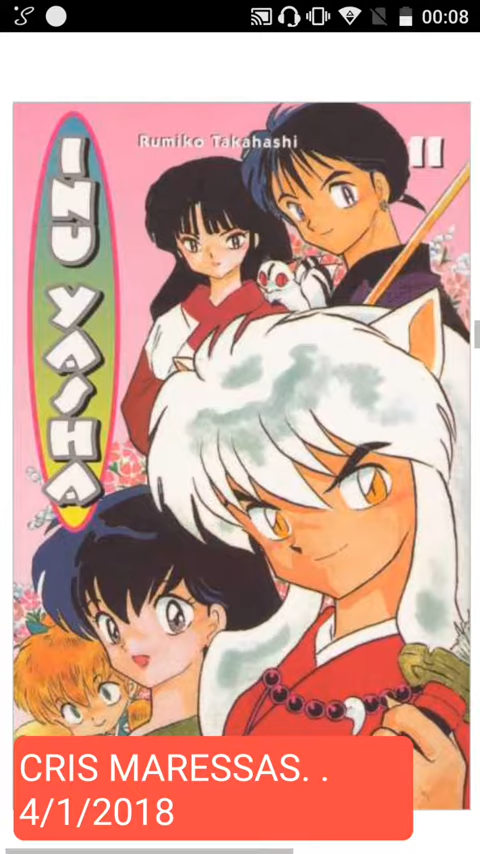 00:08
Rumiko Takahashi
11
INU YASHA
CRIS MARESSAS. .
4/1/2018